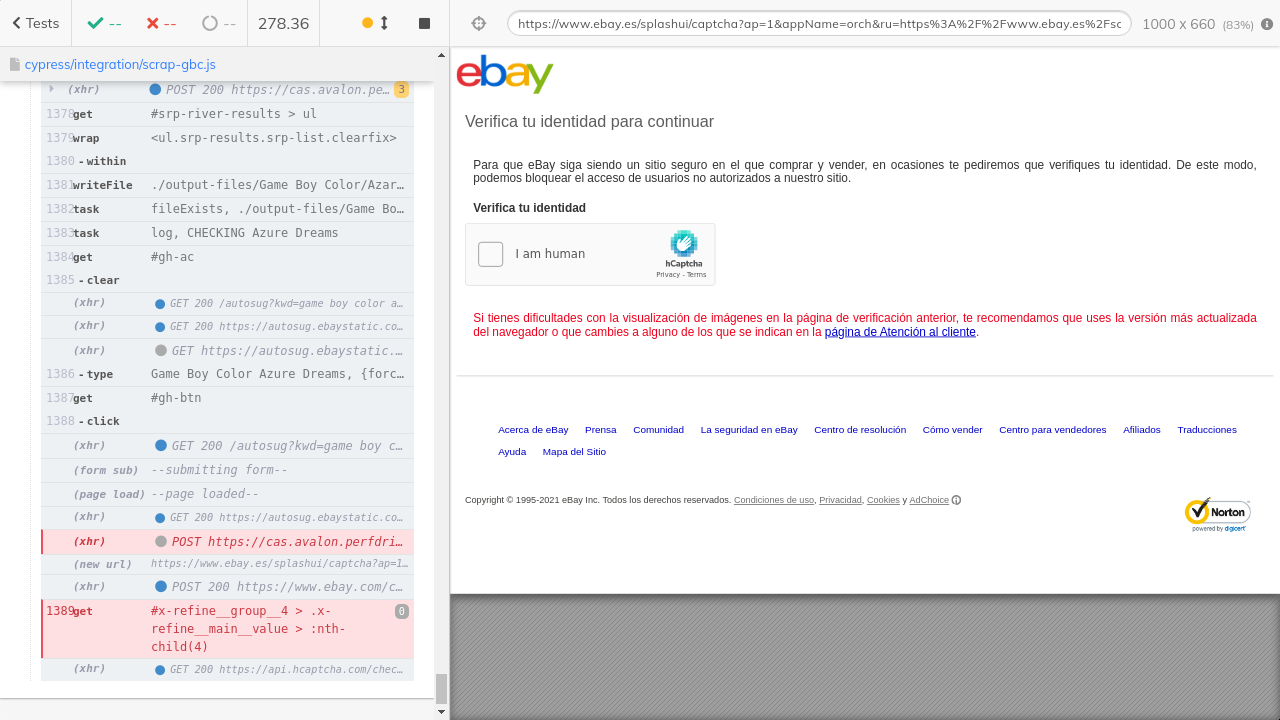 Tests
--
--
--
278.36
https://www.ebay.es/splashui/captcha?ap=1&appName=orch&ru=https%3A%2F%2Fwww.ebay.es%2Fsc
1000 x 660 (83%)
cypress/integration/scrap-gbc.js
(xhr) POST 200 https://cas.avalon.pe… 3
1378 get #srp-river-results > ul
1379 wrap <ul.srp-results.srp-list.clearfix>
1380 -within
1381 writeFile ./output-files/Game Boy Color/Azar…
1382 task fileExists, ./output-files/Game Bo…
1383 task log, CHECKING Azure Dreams
1384 get #gh-ac
1385 -clear
(xhr) GET 200 /autosug?kwd=game boy color a…
(xhr) GET 200 https://autosug.ebaystatic.co…
(xhr) GET https://autosug.ebaystatic.…
1386 -type Game Boy Color Azure Dreams, {forc…
1387 get #gh-btn
1388 -click
(xhr) GET 200 /autosug?kwd=game boy c…
(form sub) --submitting form--
(page load) --page loaded--
(xhr) GET 200 https://autosug.ebaystatic.co…
(xhr) POST https://cas.avalon.perfdri…
(new url) https://www.ebay.es/splashui/captcha?ap=1…
(xhr) POST 200 https://www.ebay.com/c…
1389 get #x-refine__group__4 > .x- 0
refine__main__value > :nth-
child(4)
(xhr) GET 200 https://api.hcaptcha.com/chec…
ebay
Verifica tu identidad para continuar
Para que eBay siga siendo un sitio seguro en el que comprar y vender, en ocasiones te pediremos que verifiques tu identidad. De este modo,
podemos bloquear el acceso de usuarios no autorizados a nuestro sitio.
Verifica tu identidad
I am human
hCaptcha
Privacy - Terms
Si tienes dificultades con la visualización de imágenes en la página de verificación anterior, te recomendamos que uses la versión más actualizada
del navegador o que cambies a alguno de los que se indican en la página de Atención al cliente.
Acerca de eBay Prensa Comunidad La seguridad en eBay Centro de resolución Cómo vender Centro para vendedores Afiliados Traducciones
Ayuda Mapa del Sitio
Copyright © 1995-2021 eBay Inc. Todos los derechos reservados. Condiciones de uso, Privacidad, Cookies y AdChoice
Norton
powered by digicert